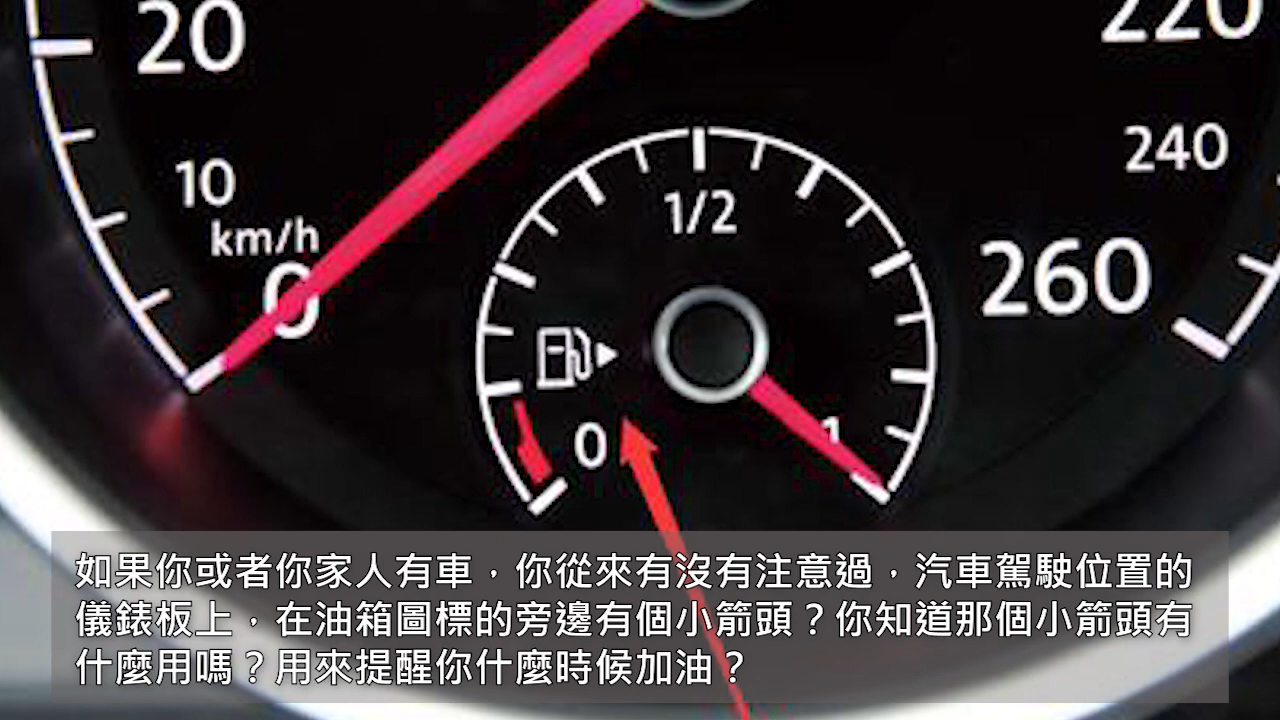 20
220
10
240
km/h
1/2
0
260
0
1
如果你或者你家人有車，你從來有沒有注意過，汽車駕駛位置的
儀錶板上，在油箱圖標的旁邊有個小箭頭？你知道那個小箭頭有
什麼用嗎？用來提醒你什麼時候加油？